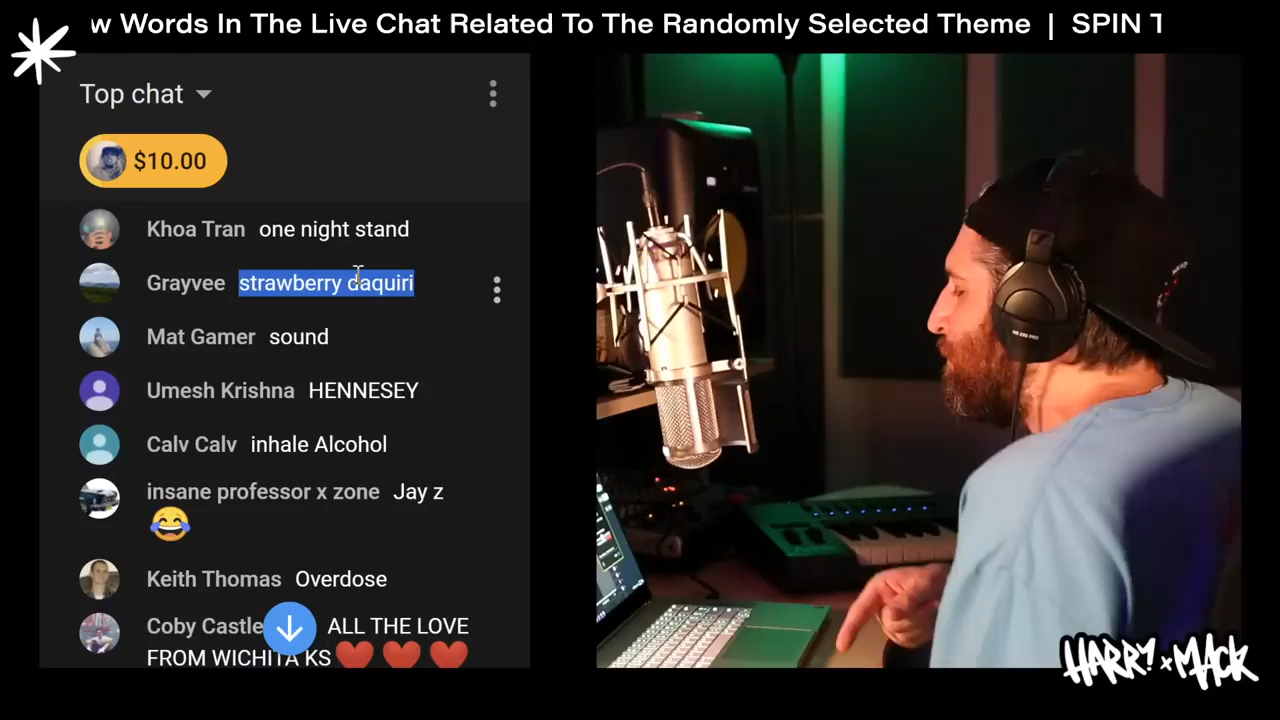 w Words In The Live Chat Related To The Randomly Selected Theme | SPIN T
Top chat
$10.00
Khoa Tran one night stand
Grayvee strawberry daquiri
Mat Gamer sound
Umesh Krishna HENNESEY
Calv Calv inhale Alcohol
insane professor x zone Jay z
😂
Keith Thomas Overdose
Coby Castle ALL THE LOVE
FROM WICHITA KS ❤️ ❤️ ❤️
HARRY x MACK